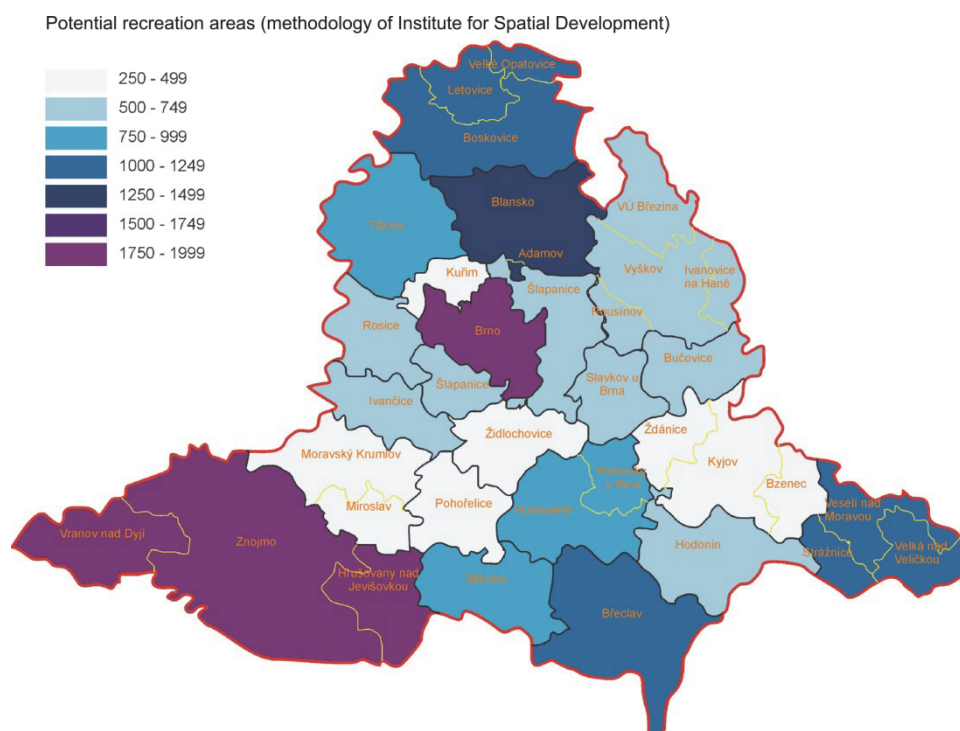 Potential recreation areas (methodology of Institute for Spatial Development)
250 - 499
500 - 749
750 - 999
1000 - 1249
1250 - 1499
1500 - 1749
1750 - 1999
Velké Opatovice
Letovice
Boskovice
Blansko
VÚ Březina
Tišnov
Adamov
Vyškov
Ivanovice
na Hané
Kuřim
Šlapanice
Rousínov
Rosice
Brno
Bučovice
Šlapanice
Slavkov u
Brna
Ivančice
Židlochovice
Ždánice
Moravský Krumlov
Kyjov
Klobouky
u Brna
Bzenec
Miroslav
Pohořelice
Hustopeče
Veselí nad
Moravou
Vranov nad Dyjí
Znojmo
Hodonín
Strážnice
Velká nad
Veličkou
Hrušovany nad
Jevišovkou
Mikulov
Břeclav